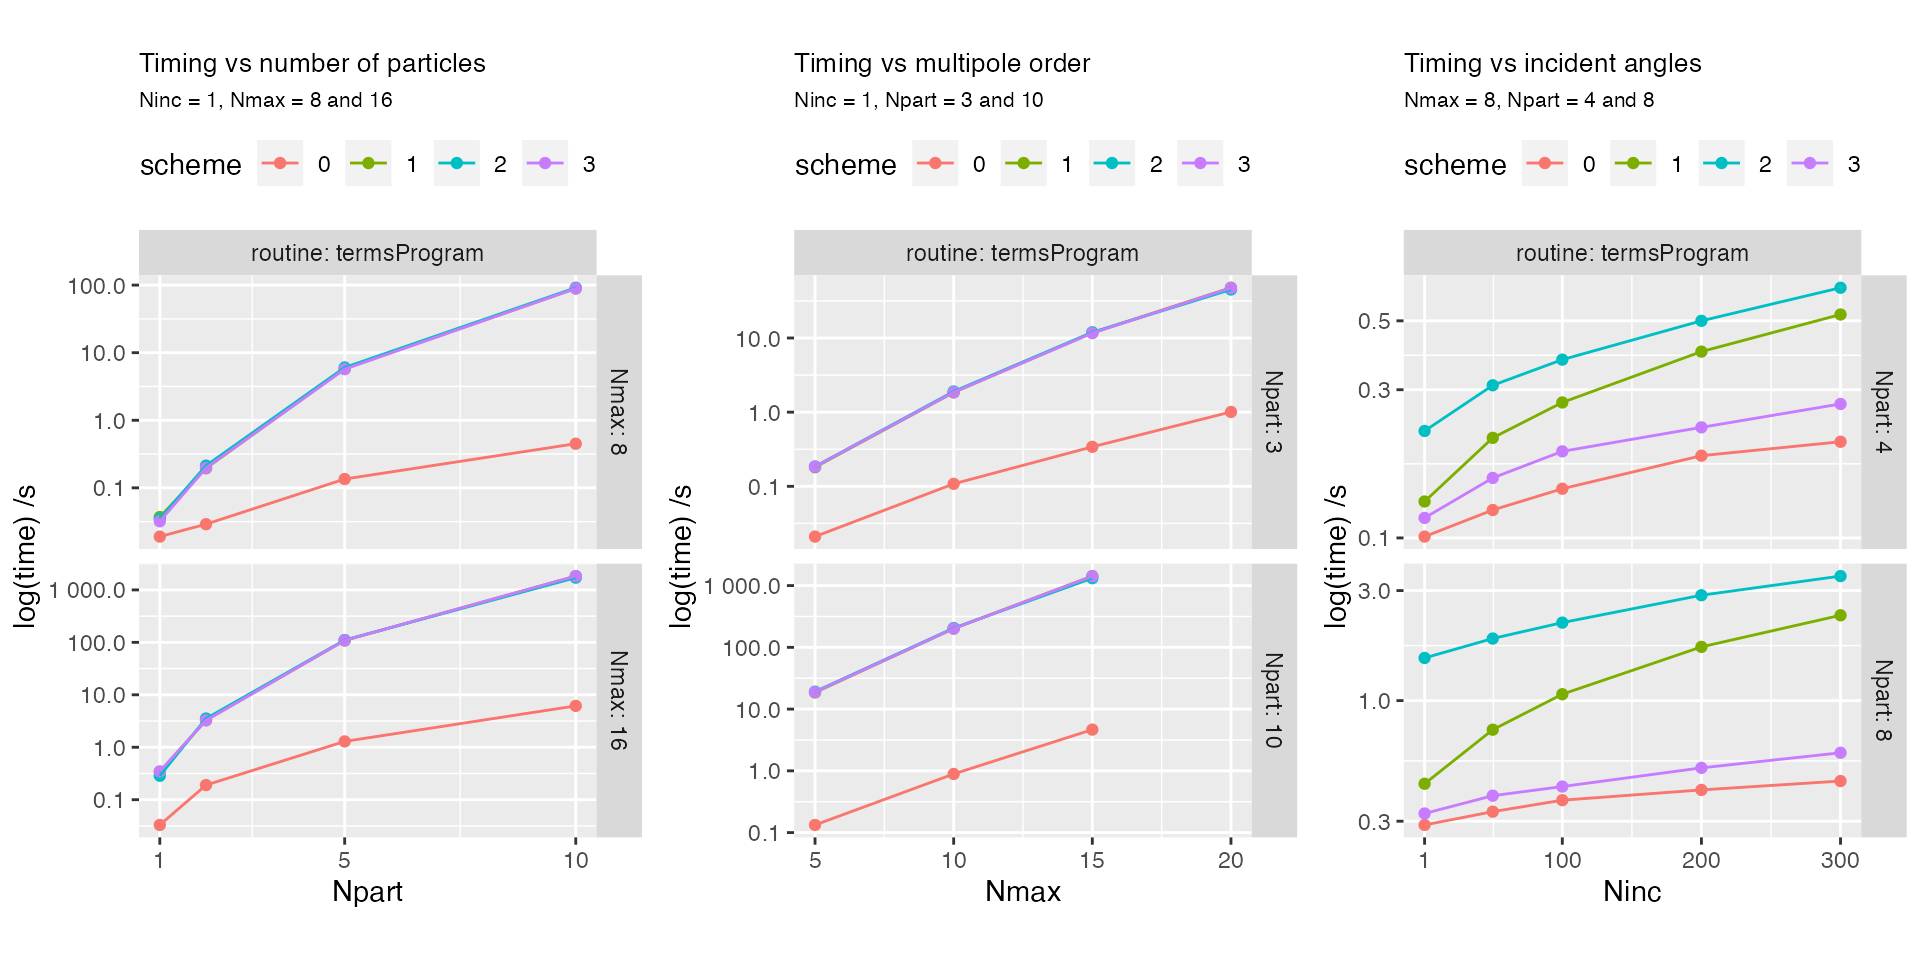 Timing vs number of particles
Ninc = 1, Nmax = 8 and 16
scheme 0 1 2 3
routine: termsProgram
100.0
10.0
1.0
0.1
Nmax: 8
1 000.0
100.0
10.0
1.0
0.1
Nmax: 16
log(time) /s
1 5 10
Npart
Timing vs multipole order
Ninc = 1, Npart = 3 and 10
scheme 0 1 2 3
routine: termsProgram
10.0
1.0
0.1
Npart: 3
1 000.0
100.0
10.0
1.0
0.1
Npart: 10
log(time) /s
5 10 15 20
Nmax
Timing vs incident angles
Nmax = 8, Npart = 4 and 8
scheme 0 1 2 3
routine: termsProgram
0.5
0.3
0.1
Npart: 4
3.0
1.0
0.3
Npart: 8
log(time) /s
1 100 200 300
Ninc